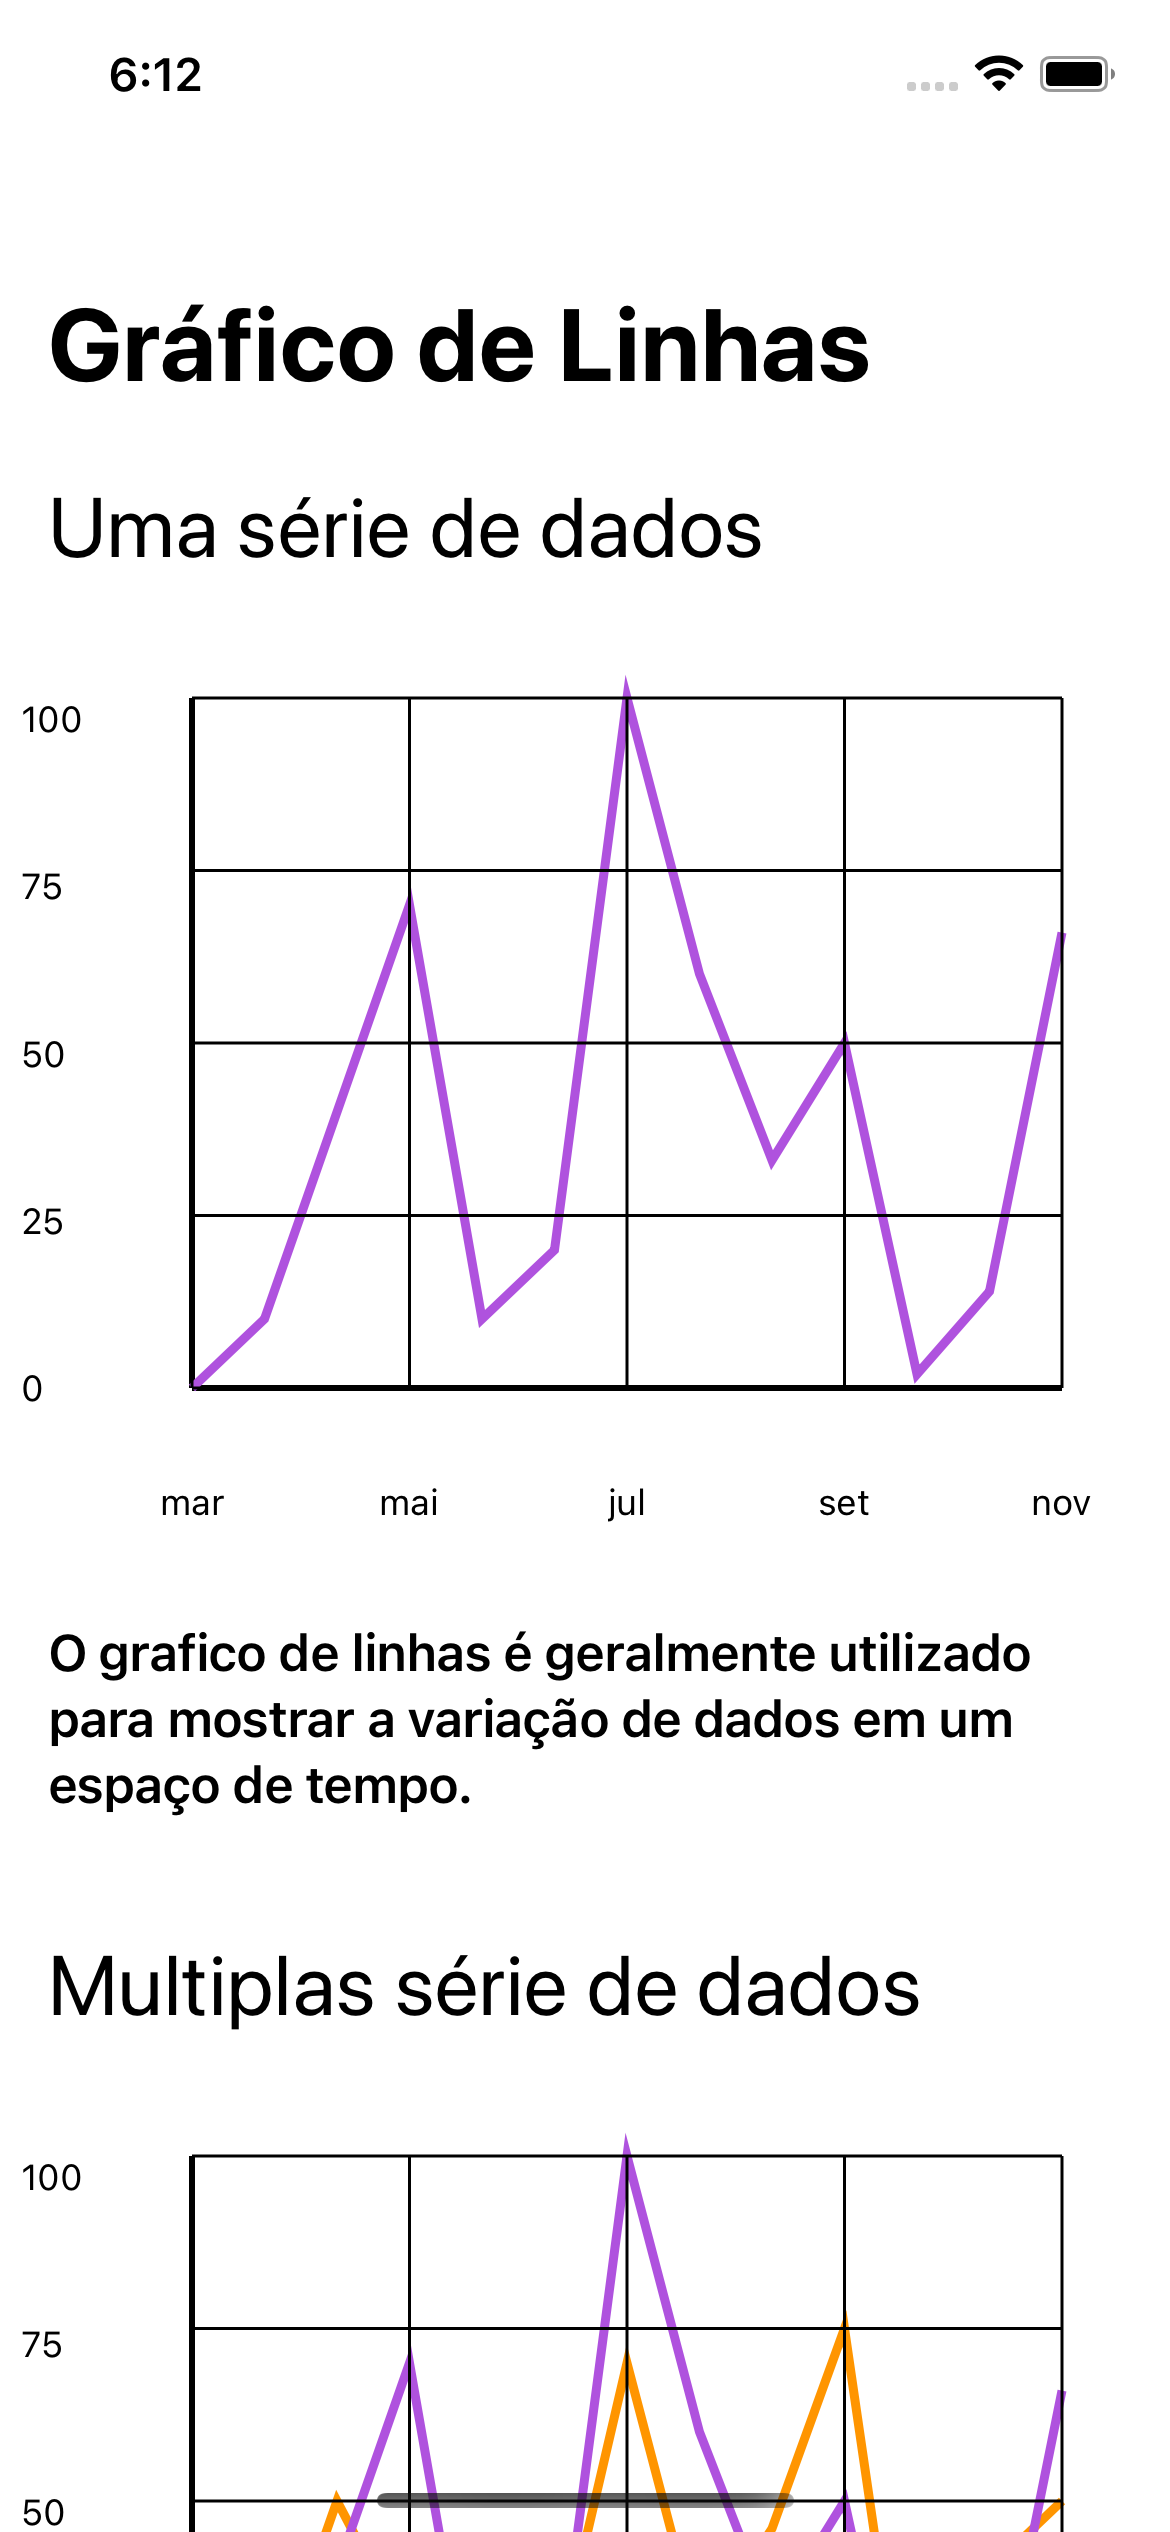 6:12
Gráfico de Linhas
Uma série de dados
100
75
50
25
0
mar mai jul set nov
O grafico de linhas é geralmente utilizado
para mostrar a variação de dados em um
espaço de tempo.
Multiplas série de dados
100
75
50